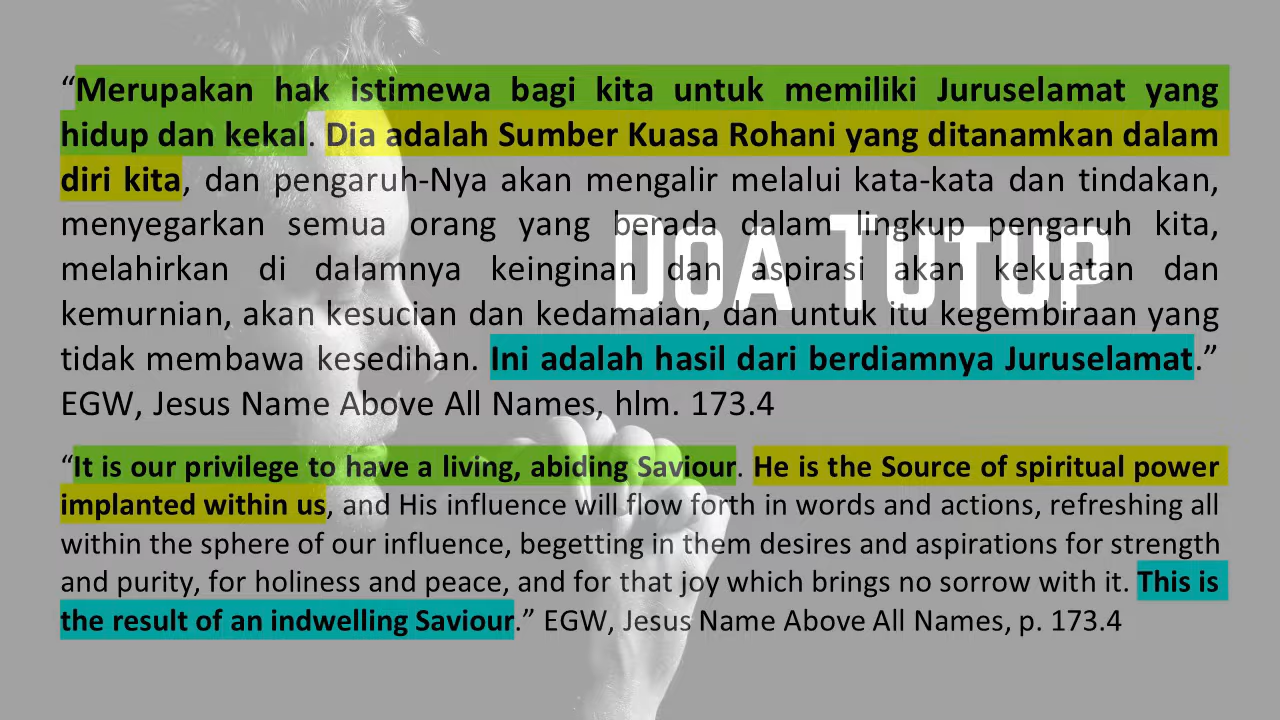 “Merupakan hak istimewa bagi kita untuk memiliki Juruselamat yang
hidup dan kekal. Dia adalah Sumber Kuasa Rohani yang ditanamkan dalam
diri kita, dan pengaruh-Nya akan mengalir melalui kata-kata dan tindakan,
menyegarkan semua orang yang berada dalam lingkup pengaruh kita,
melahirkan di dalamnya keinginan dan aspirasi akan kekuatan dan
kemurnian, akan kesucian dan kedamaian, dan untuk itu kegembiraan yang
tidak membawa kesedihan. Ini adalah hasil dari berdiamnya Juruselamat.”
EGW, Jesus Name Above All Names, hlm. 173.4
Doa Tutup
“It is our privilege to have a living, abiding Saviour. He is the Source of spiritual power
implanted within us, and His influence will flow forth in words and actions, refreshing all
within the sphere of our influence, begetting in them desires and aspirations for strength
and purity, for holiness and peace, and for that joy which brings no sorrow with it. This is
the result of an indwelling Saviour.” EGW, Jesus Name Above All Names, p. 173.4